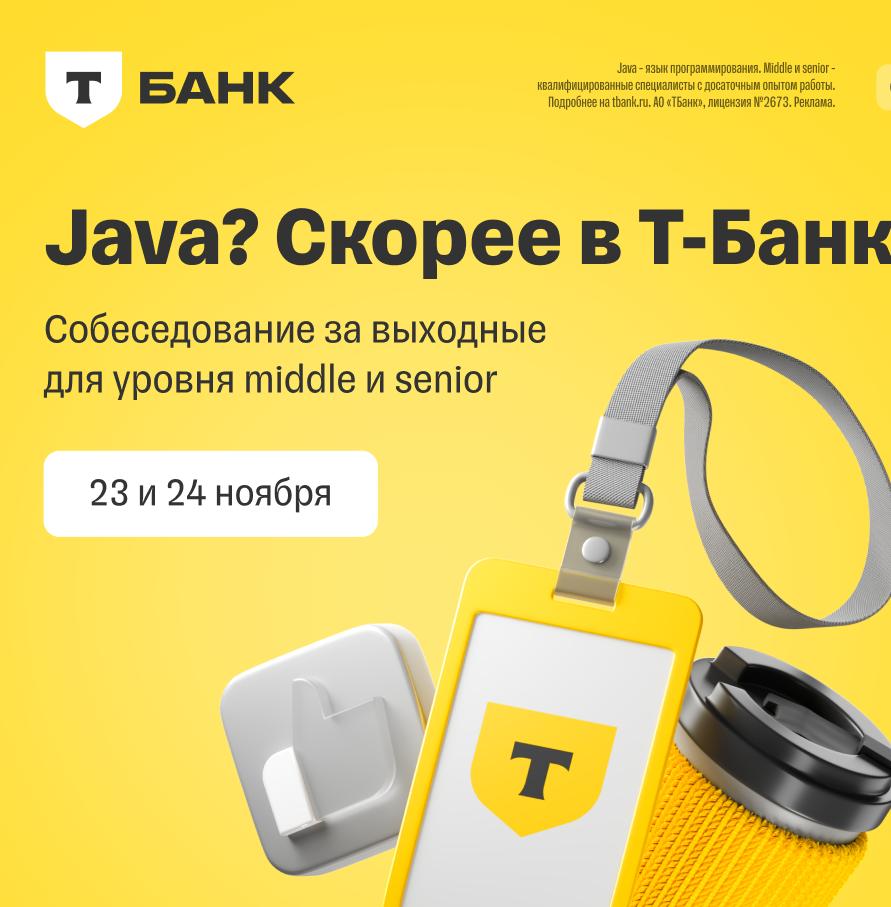 Т БАНК
Java - язык программирования. Middle и senior -
квалифицированные специалисты с досаточным опытом работы.
Подробнее на tbank.ru. АО «ТБанк», лицензия №2673. Реклама.
Java? Скорее в Т-Банк
Собеседование за выходные
для уровня middle и senior
23 и 24 ноября
Т